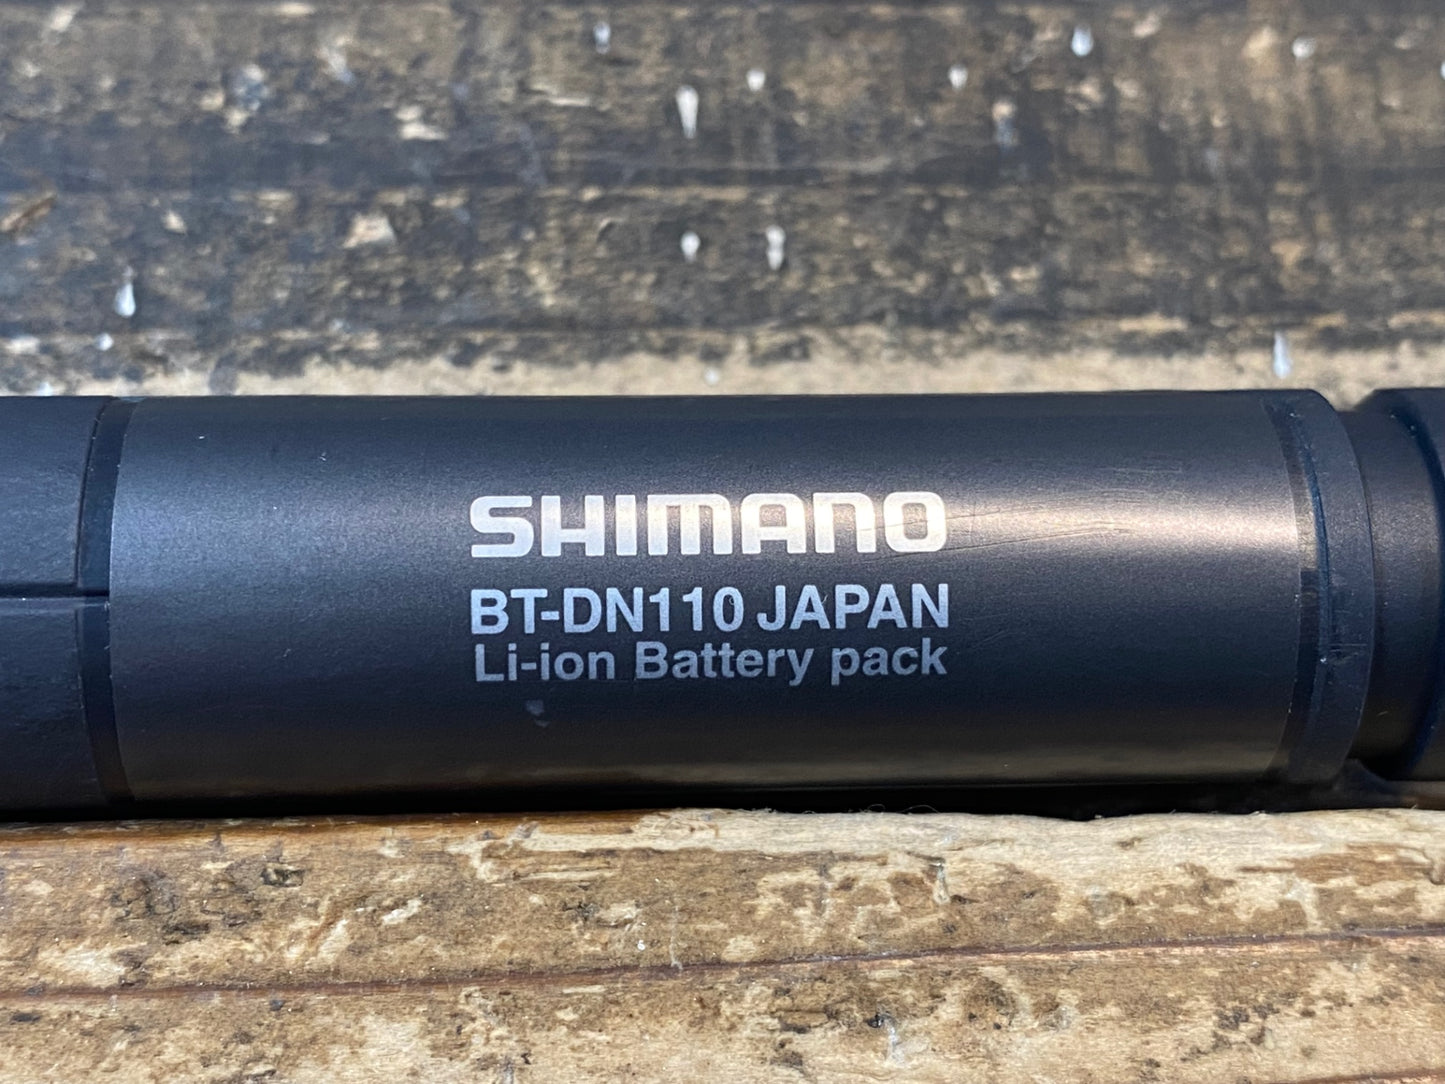 SHIMANO
BT-DN110 JAPAN
Li-ion Battery pack